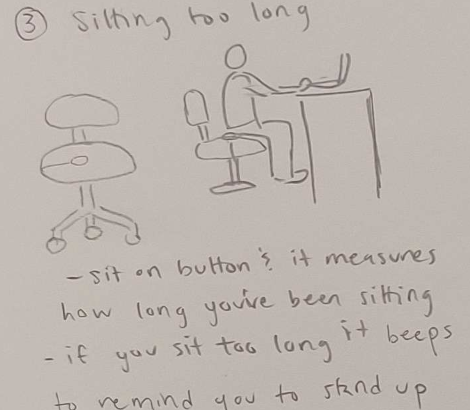 ③ Sitting too long
- sit on button & it measures
how long you've been sitting
- if you sit too long it beeps
to remind you to stand up